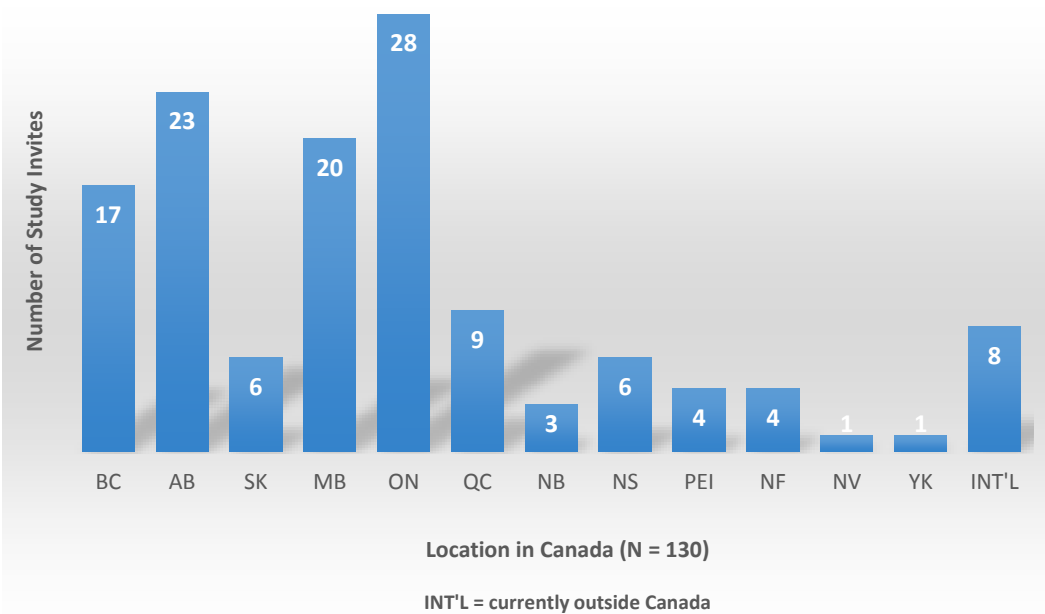 Number of Study Invites
17
23
6
20
28
9
3
6
4
4
1
1
8
BC
AB
SK
MB
ON
QC
NB
NS
PEI
NF
NV
YK
INT'L
Location in Canada (N = 130)
INT'L = currently outside Canada